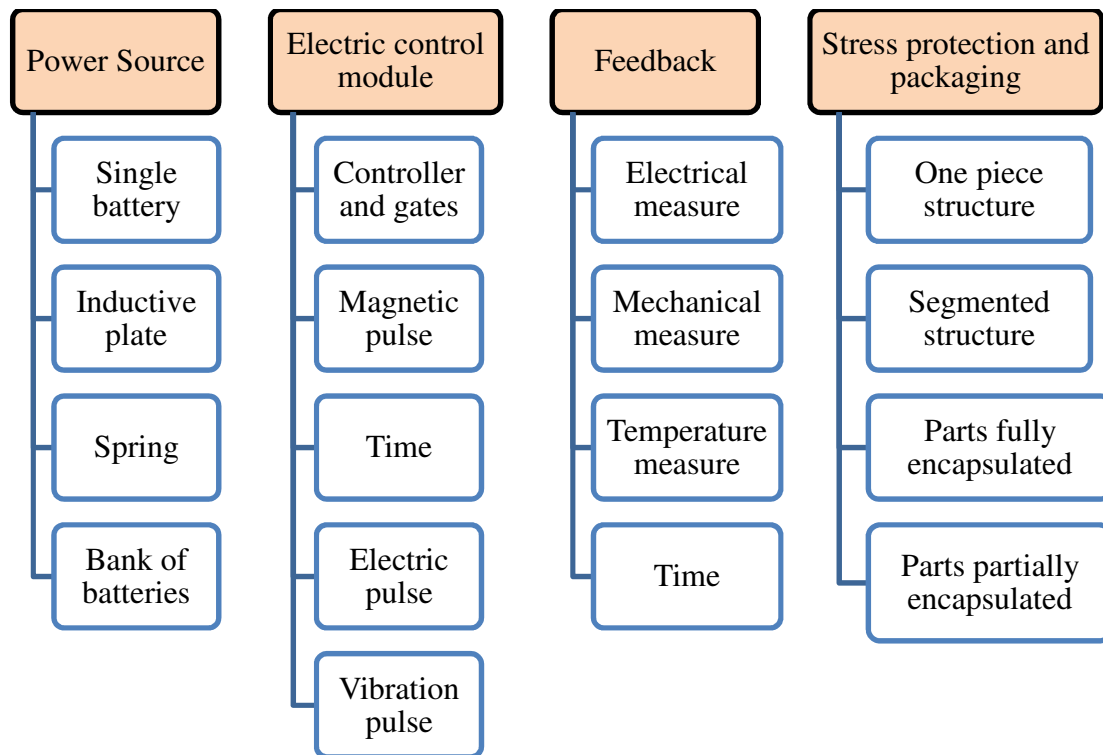 Power Source
Single
battery
Inductive
plate
Spring
Bank of
batteries
Electric control
module
Controller
and gates
Magnetic
pulse
Time
Electric
pulse
Vibration
pulse
Feedback
Electrical
measure
Mechanical
measure
Temperature
measure
Time
Stress protection and
packaging
One piece
structure
Segmented
structure
Parts fully
encapsulated
Parts partially
encapsulated